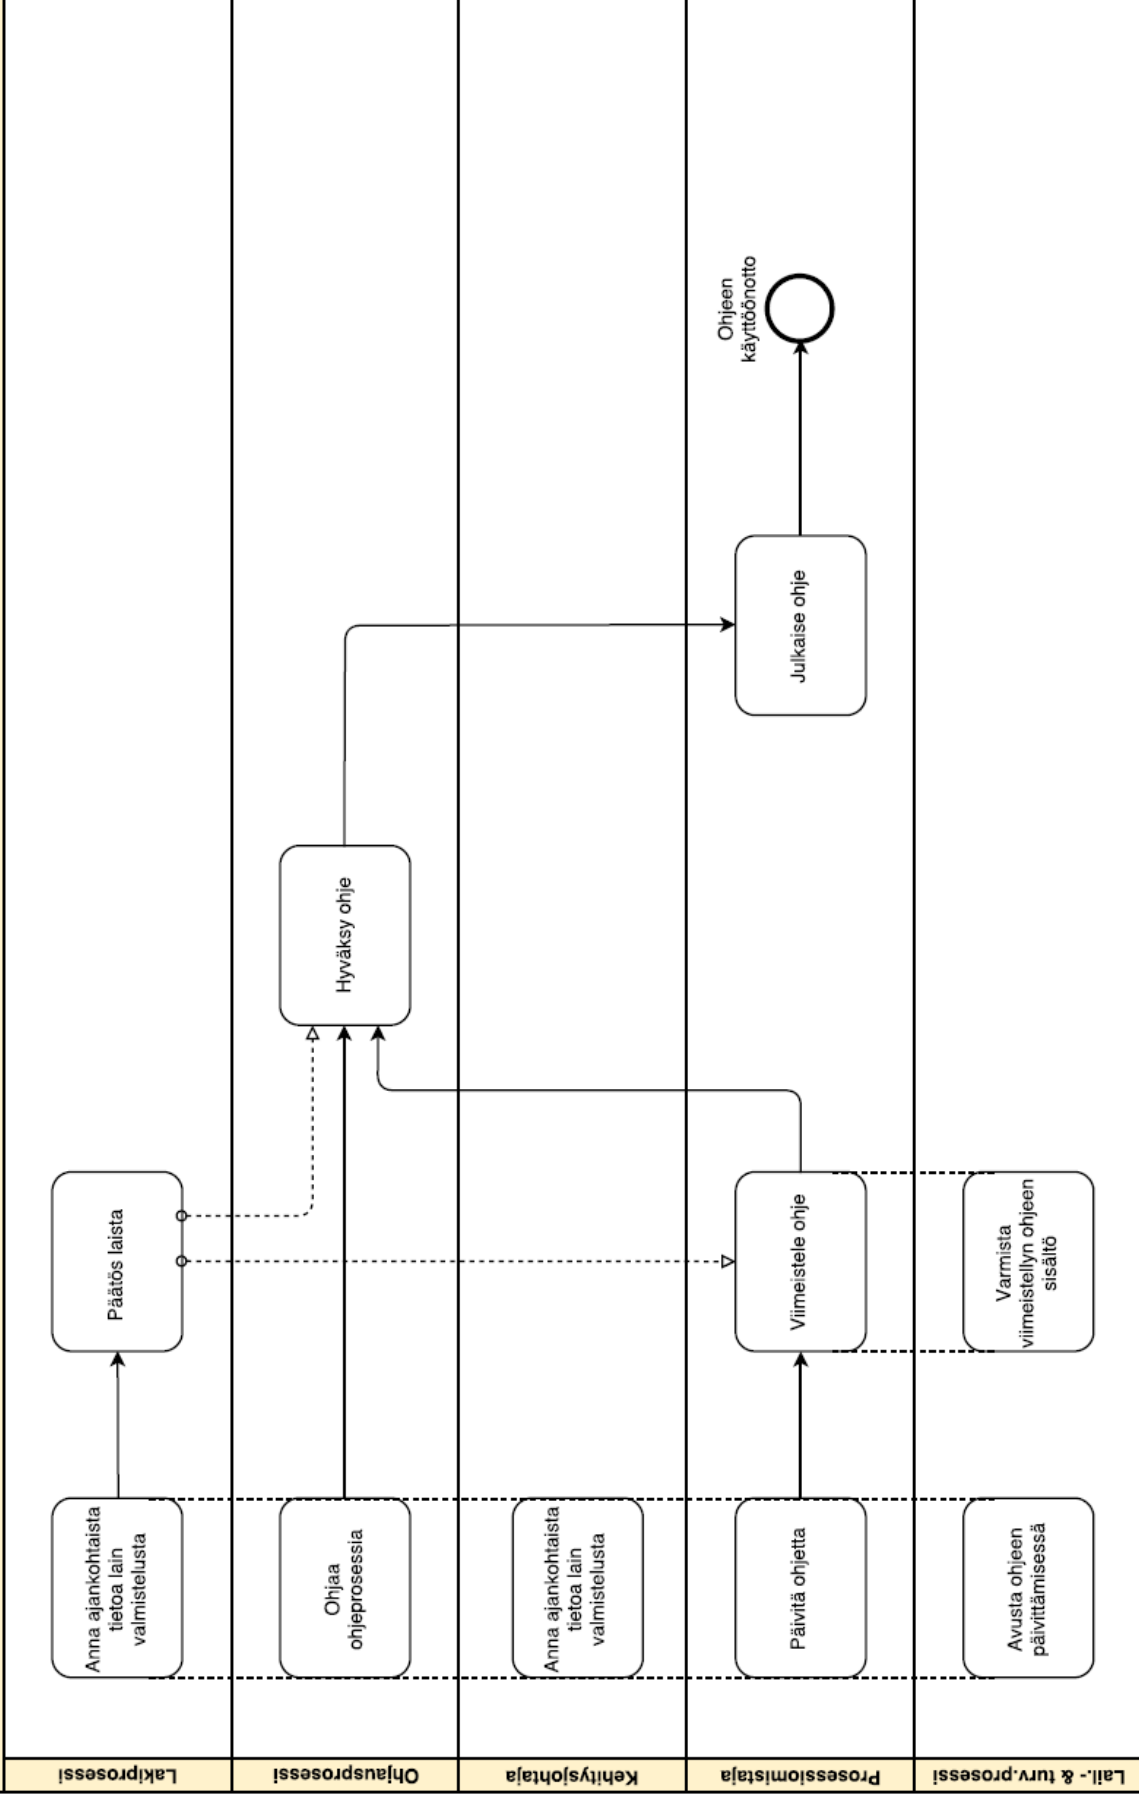 Lakiprosessi
Anna ajankohtaista
tietoa lain
valmistelusta
Päätös laista
Ohjausprosessi
Ohjaa
ohjeprosessia
Hyväksy ohje
Kehitysjohtaja
Anna ajankohtaista
tietoa lain
valmistelusta
Prosessiomistaja
Päivitä ohjetta
Viimeistele ohje
Julkaise ohje
Ohjeen
käyttöönotto
Lail.- & turv.prosessi
Avusta ohjeen
päivittämisessä
Varmista
viimeistellyn ohjeen
sisältö